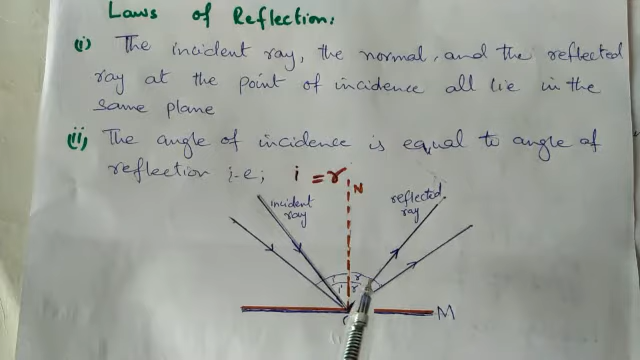 Laws of Reflection:
(i) The incident ray, the normal, and the reflected
ray at the point of incidence all lie in the
same plane
(ii) The angle of incidence is equal to angle of
reflection i-e; i = r
N
incident
ray
reflected
ray
i r
i r
M